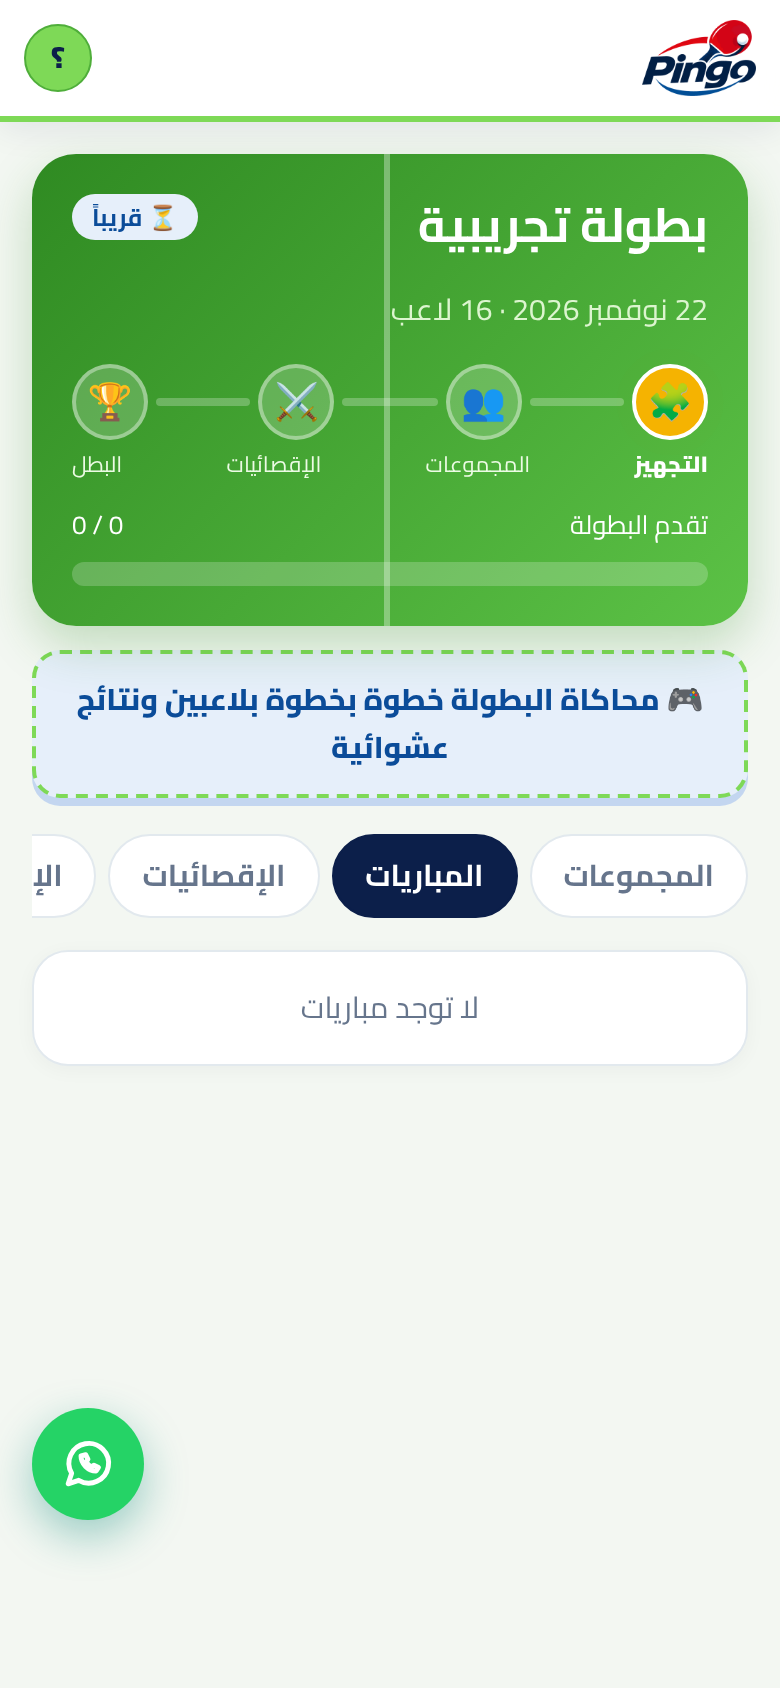 Pingo
؟
بطولة تجريبية
⏳ قريباً
22 نوفمبر 2026 · 16 لاعب
التجهيز
المجموعات
الإقصائيات
البطل
تقدم البطولة
0 / 0
🎮 محاكاة البطولة خطوة بخطوة بلاعبين ونتائج
عشوائية
المجموعات
المباريات
الإقصائيات
لا توجد مباريات